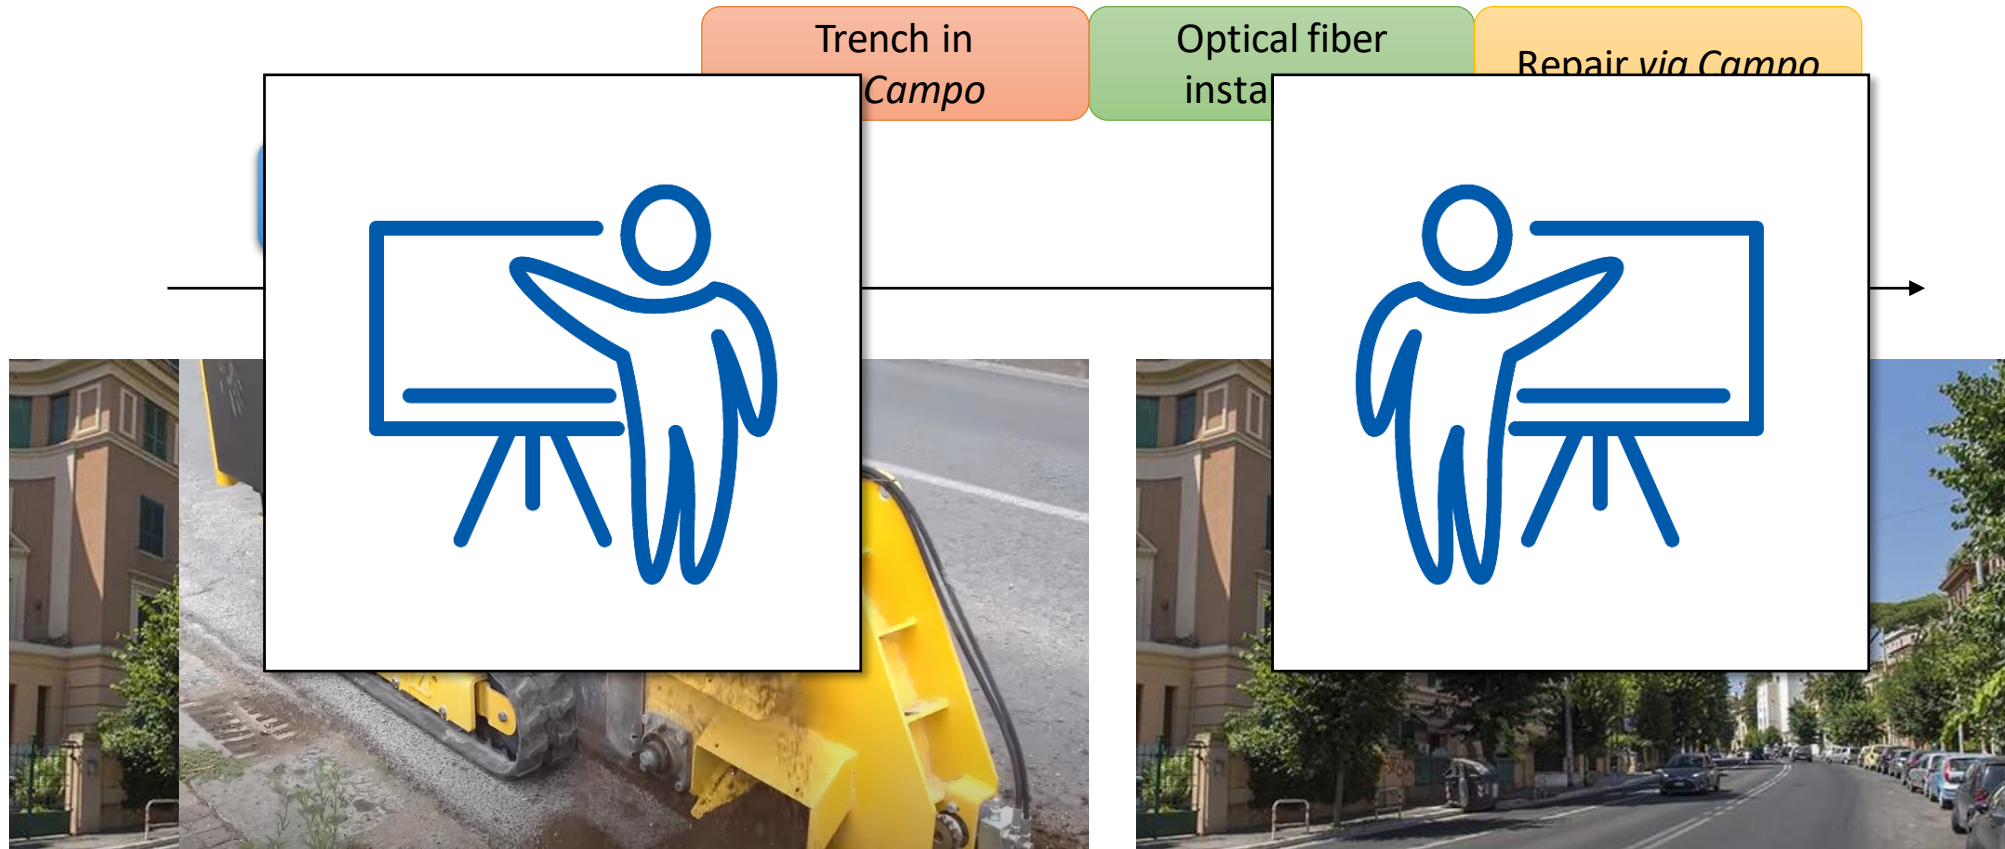 Trench in
Campo
Optical fiber
insta
Repair via Campo